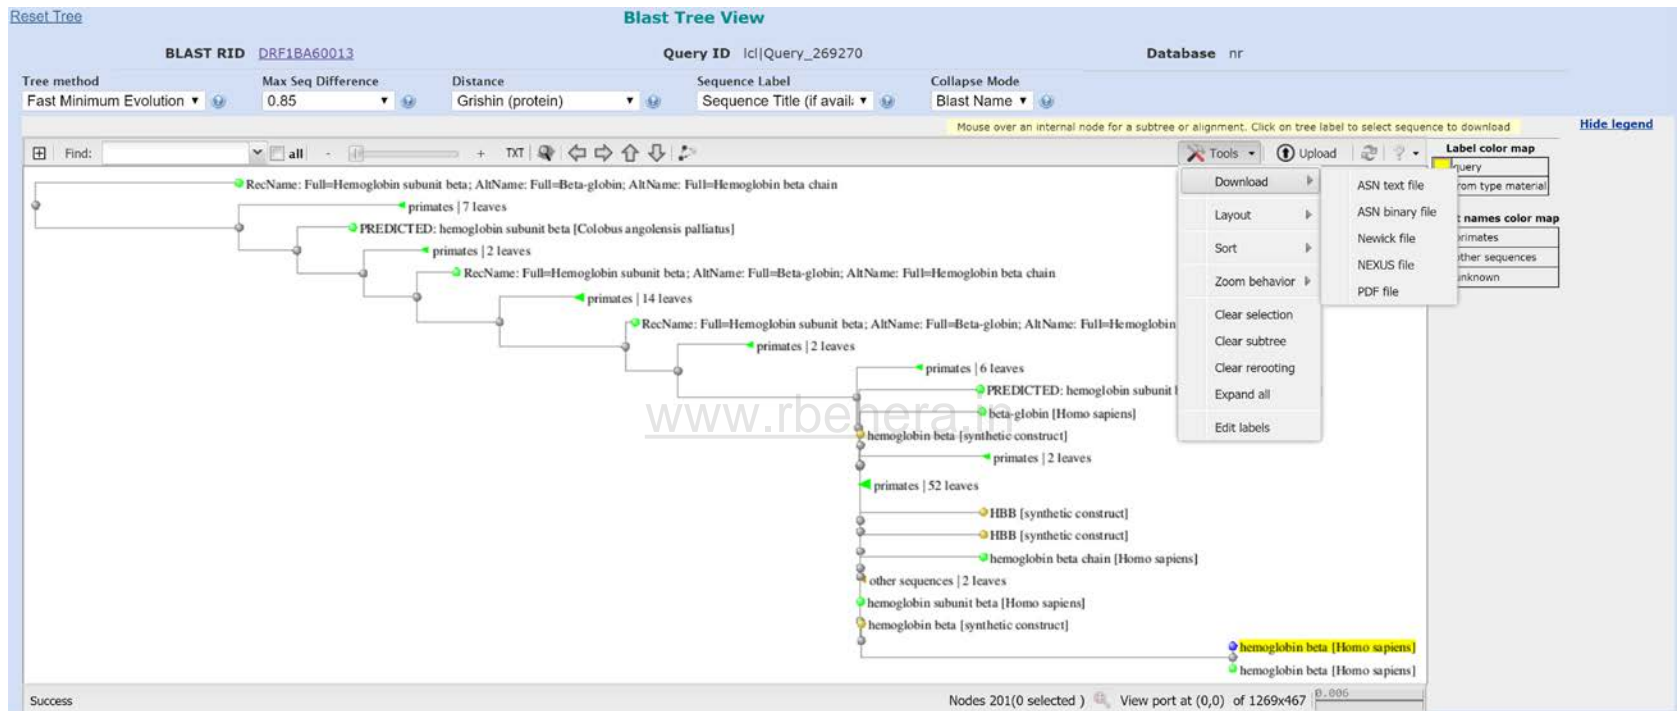 Reset Tree
Blast Tree View
BLAST RID DRF1BA60013 Query ID lcl|Query_269270 Database nr
Tree method Max Seq Difference Distance Sequence Label Collapse Mode
Fast Minimum Evolution 0.85 Grishin (protein) Sequence Title (if avail Blast Name
Mouse over an internal node for a subtree or alignment. Click on tree label to select sequence to download Hide legend
Find: all - + TXT Tools Upload ? Label color map
query
from type material
Download
Layout
Sort
Zoom behavior
Clear selection
Clear subtree
Clear rerooting
Expand all
Edit labels
ASN text file
ASN binary file
Newick file
NEXUS file
PDF file
names color map
primates
other sequences
unknown
RecName: Full=Hemoglobin subunit beta; AltName: Full=Beta-globin; AltName: Full=Hemoglobin beta chain
primates | 7 leaves
PREDICTED: hemoglobin subunit beta [Colobus angolensis palliatus]
primates | 2 leaves
RecName: Full=Hemoglobin subunit beta; AltName: Full=Beta-globin; AltName: Full=Hemoglobin beta chain
primates | 14 leaves
RecName: Full=Hemoglobin subunit beta; AltName: Full=Beta-globin; AltName: Full=Hemoglobin
primates | 2 leaves
primates | 6 leaves
PREDICTED: hemoglobin subunit
beta-globin [Homo sapiens]
www.rbehera.in
hemoglobin beta [synthetic construct]
primates | 2 leaves
primates | 52 leaves
HBB [synthetic construct]
HBB [synthetic construct]
hemoglobin beta chain [Homo sapiens]
other sequences | 2 leaves
hemoglobin subunit beta [Homo sapiens]
hemoglobin beta [synthetic construct]
hemoglobin beta [Homo sapiens]
hemoglobin beta [Homo sapiens]
Success Nodes 201(0 selected ) View port at (0,0) of 1269x467 0.006